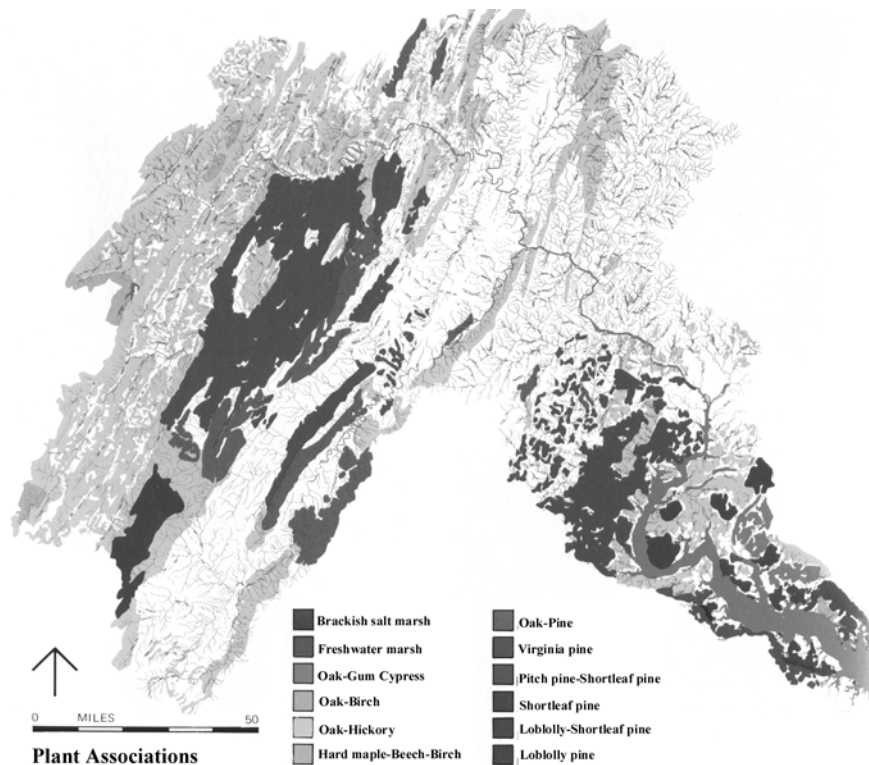 Brackish salt marsh
Freshwater marsh
Oak-Gum Cypress
Oak-Birch
Oak-Hickory
Hard maple-Beech-Birch
Oak-Pine
Virginia pine
Pitch pine-Shortleaf pine
Shortleaf pine
Loblolly-Shortleaf pine
Loblolly pine
0 MILES 50
Plant Associations